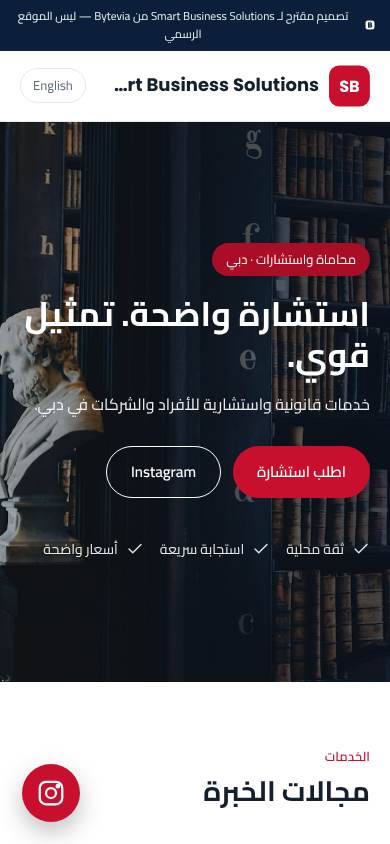 تصميم مقترح لـ Smart Business Solutions من Bytevia — ليس الموقع
الرسمي
B
SB
...rt Business Solutions
English
k
i
h
g
g
f
e
d
c
محاماة واستشارات · دبي
استشارة واضحة. تمثيل
قوي.
خدمات قانونية واستشارية للأفراد والشركات في دبي.
اطلب استشارة
Instagram
ثقة محلية
استجابة سريعة
أسعار واضحة
الخدمات
مجالات الخبرة